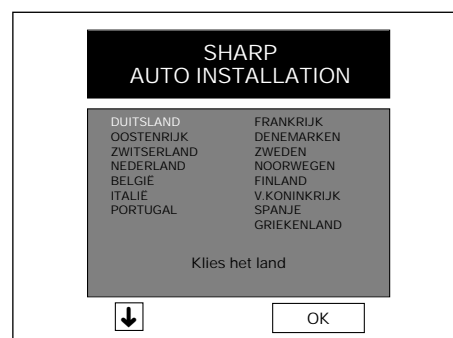 SHARP
AUTO INSTALLATION
DUITSLAND
OOSTENRIJK
ZWITSERLAND
NEDERLAND
BELGIË
ITALIË
PORTUGAL
FRANKRIJK
DENEMARKEN
ZWEDEN
NOORWEGEN
FINLAND
V.KONINKRIJK
SPANJE
GRIEKENLAND
Klies het land
OK